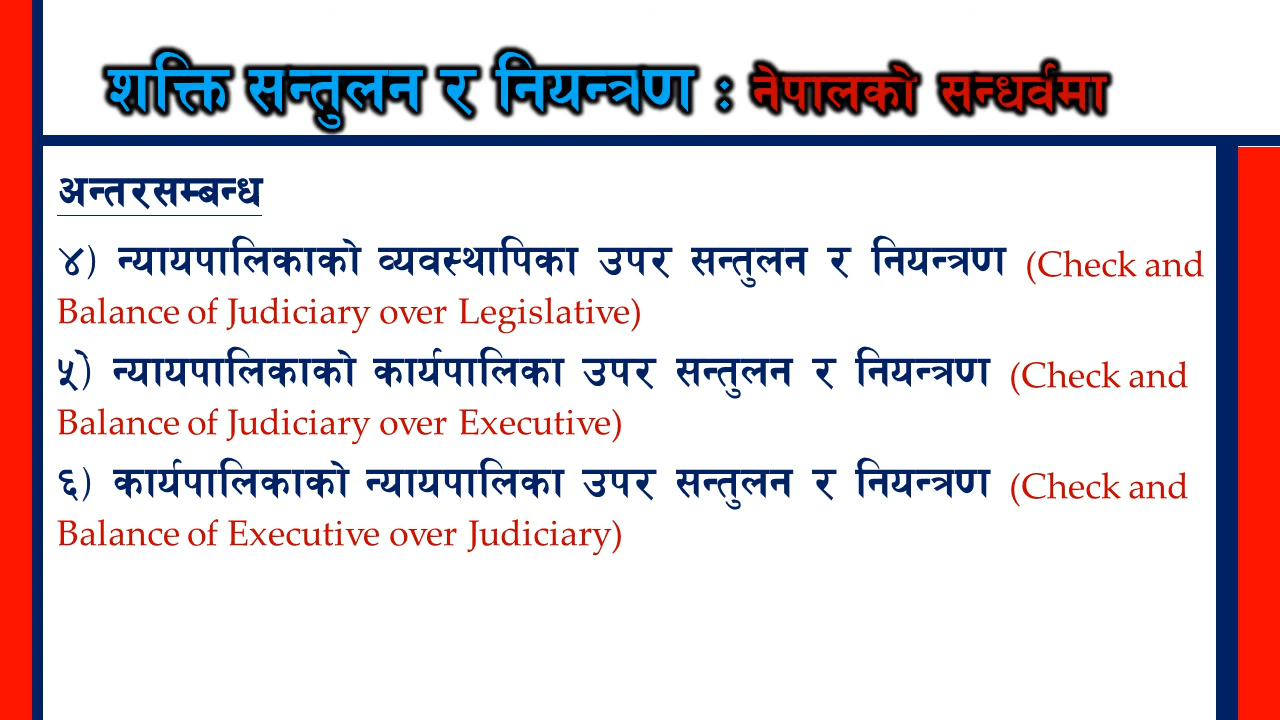 शक्ति सन्तुलन र नियन्त्रण : नेपालको सन्धर्वमा
अन्तरसम्बन्ध
४) न्यायपालिकाको व्यवस्थापिका उपर सन्तुलन र नियन्त्रण (Check and
Balance of Judiciary over Legislative)
५) न्यायपालिकाको कार्यपालिका उपर सन्तुलन र नियन्त्रण (Check and
Balance of Judiciary over Executive)
६) कार्यपालिकाको न्यायपालिका उपर सन्तुलन र नियन्त्रण (Check and
Balance of Executive over Judiciary)